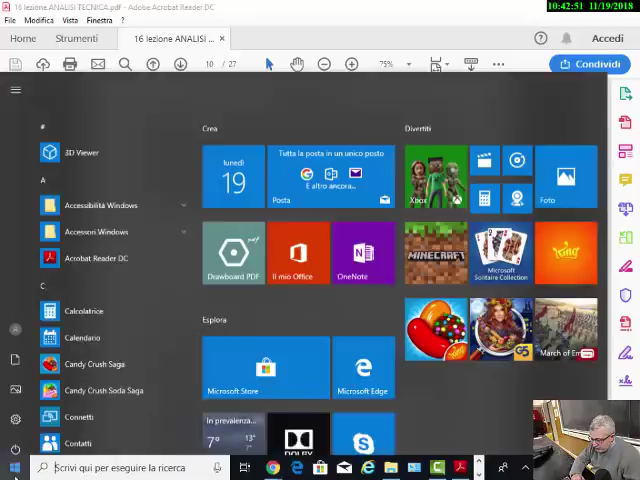 16 lezione ANALISI TECNICA.pdf - Adobe Acrobat Reader DC
10:42:51 11/19/2018
File Modifica Vista Finestra ?
Home Strumenti 16 lezione ANALISI ... × Accedi
10 / 27 75% Condividi
#
3D Viewer
A
Accessibilità Windows
Accessori Windows
Acrobat Reader DC
C
Calcolatrice
Calendario
Candy Crush Saga
Candy Crush Soda Saga
Connetti
Contatti
Crea
lunedì
19
Tutta la posta in un unico posto
E altro ancora...
Posta
Drawboard PDF
Il mio Office
OneNote
Esplora
Microsoft Store
Microsoft Edge
In prevalenza...
7° 13°
7°
DOLBY
Divertiti
Xbox
Foto
MINECRAFT
Microsoft
Solitaire Collection
King
G5
March of Em
Scrivi qui per eseguire la ricerca